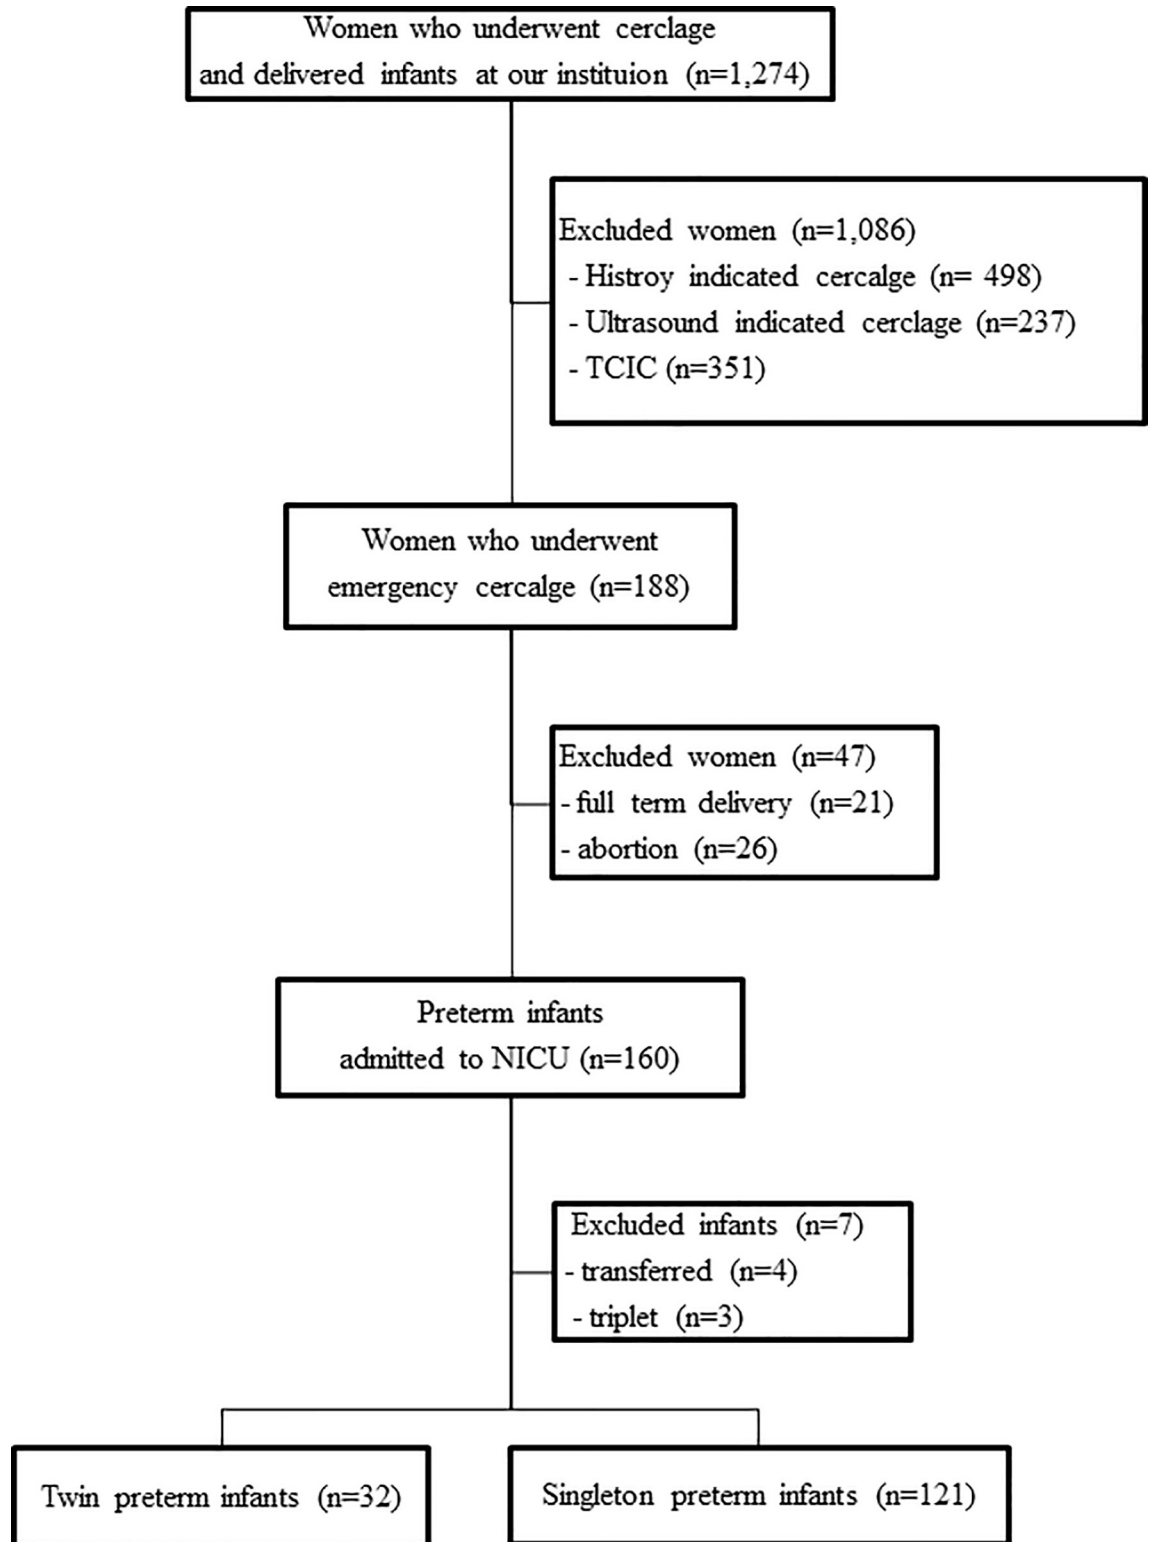 Women who underwent cerclage
and delivered infants at our instituion (n=1,274)
Excluded women (n=1,086)
- Histroy indicated cercalge (n= 498)
- Ultrasound indicated cerclage (n=237)
- TCIC (n=351)
Women who underwent
emergency cercalge (n=188)
Excluded women (n=47)
- full term delivery (n=21)
- abortion (n=26)
Preterm infants
admitted to NICU (n=160)
Excluded infants (n=7)
- transferred (n=4)
- triplet (n=3)
Twin preterm infants (n=32)
Singleton preterm infants (n=121)